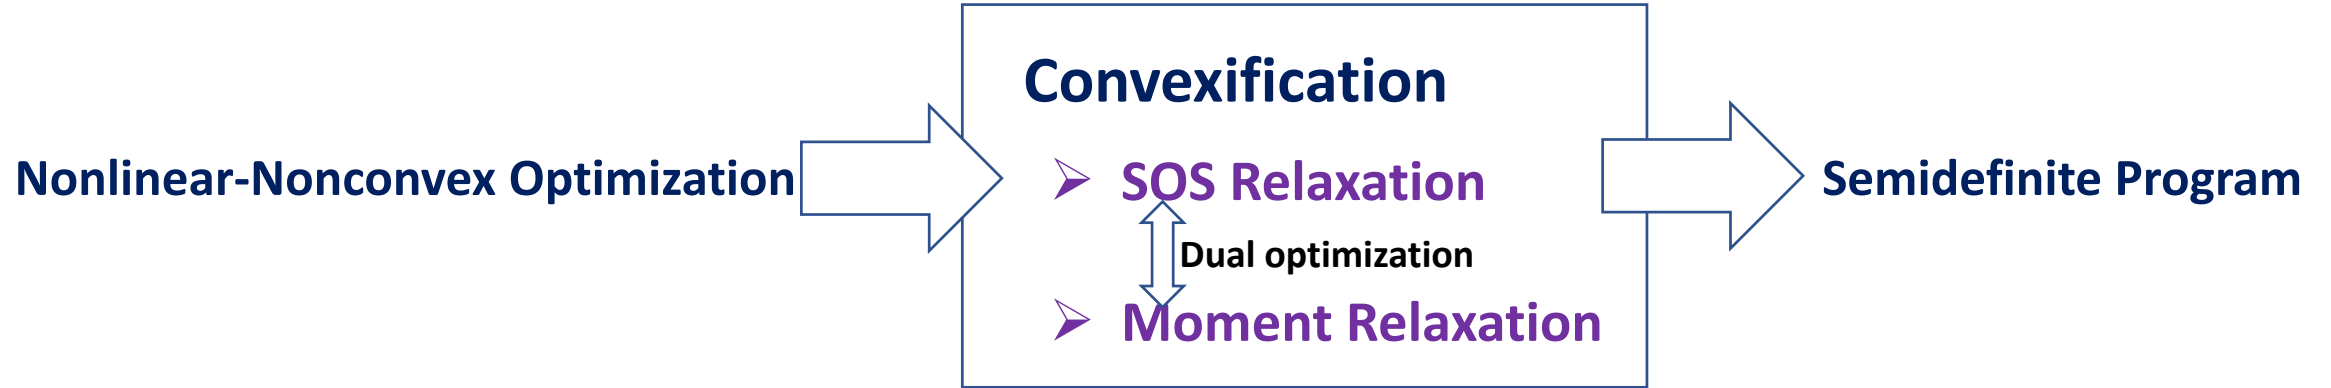 Nonlinear-Nonconvex Optimization
Convexification
SOS Relaxation
Dual optimization
Moment Relaxation
Semidefinite Program